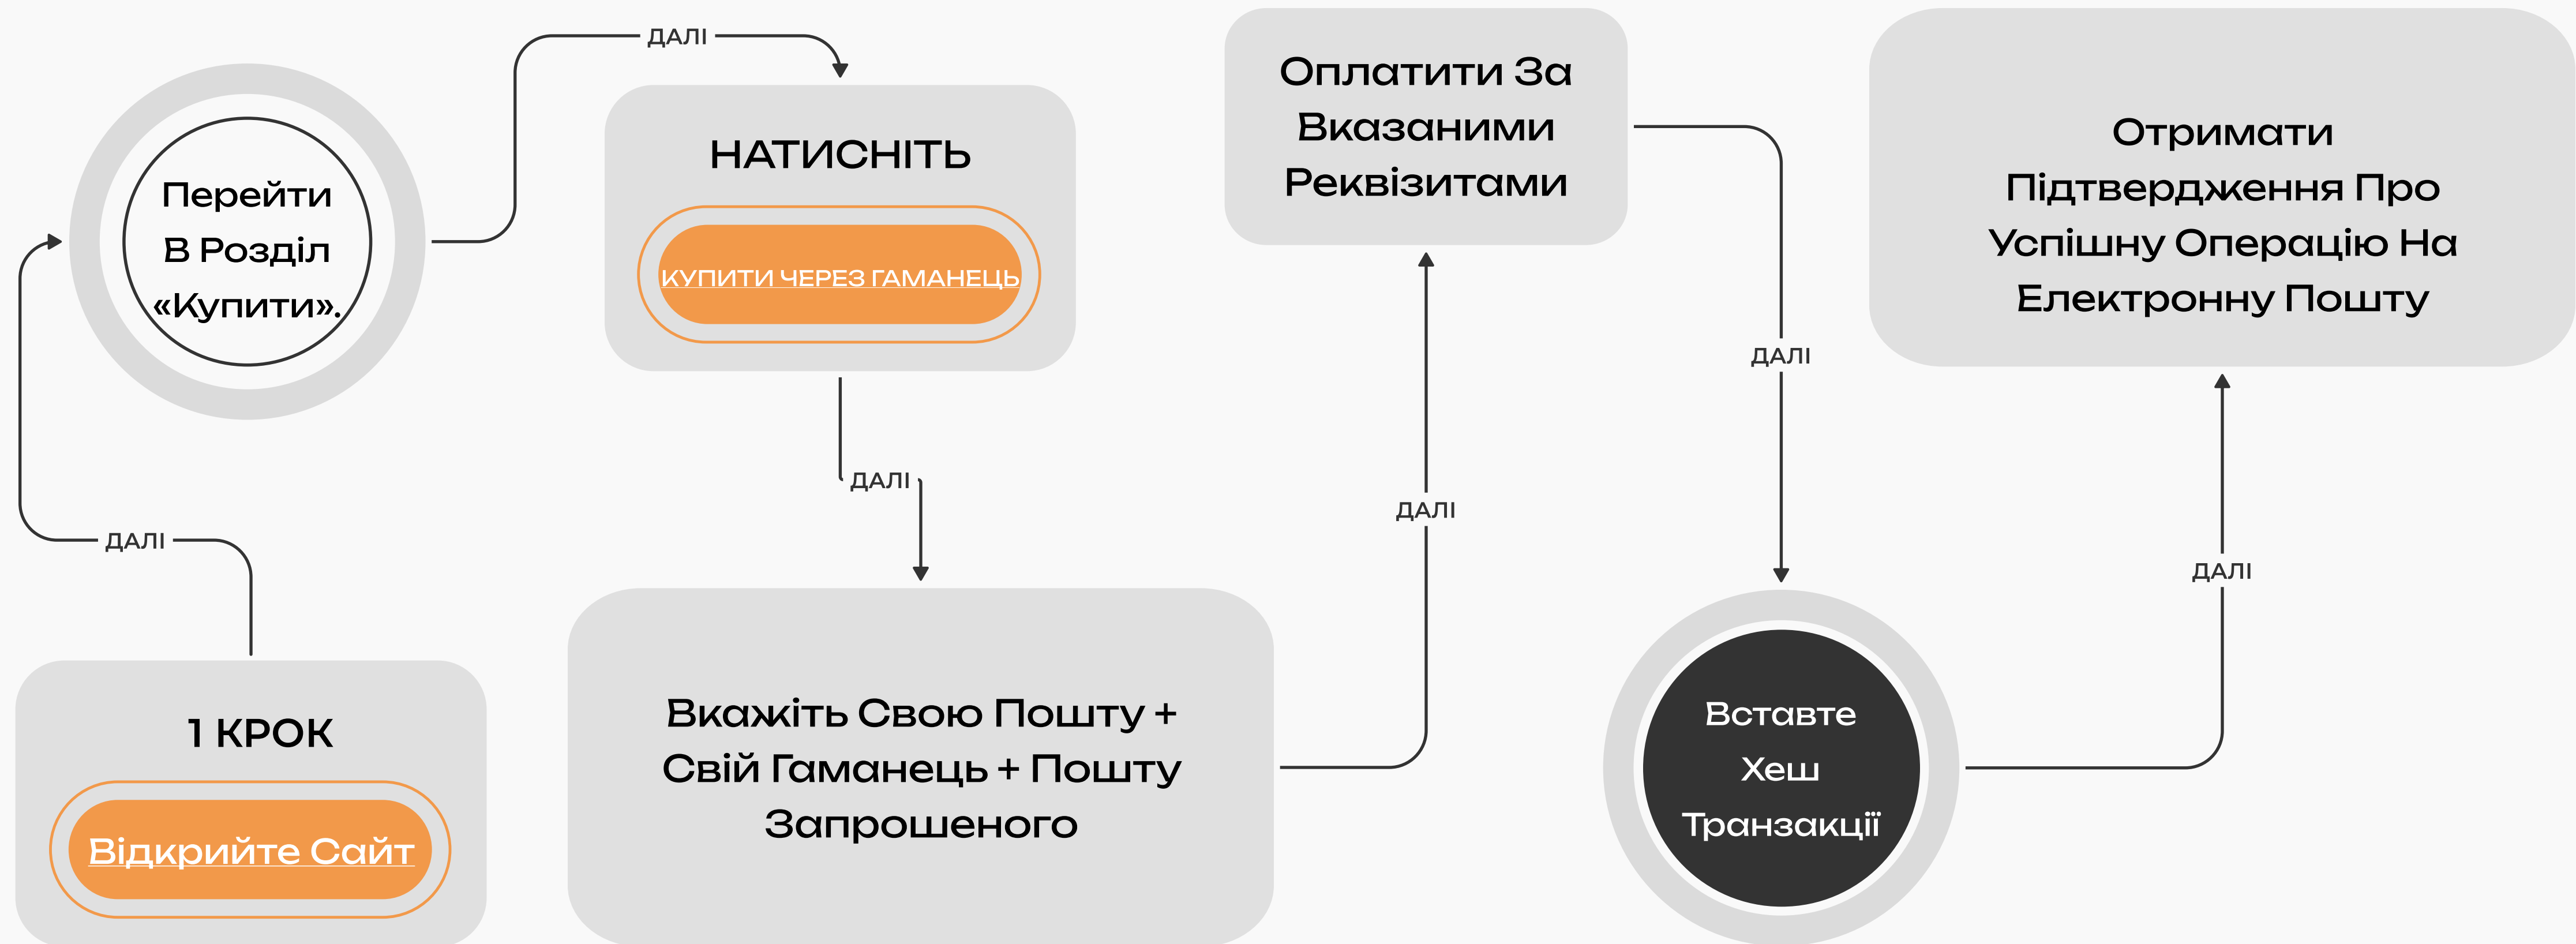 1 КРОК
Відкрийте Сайт
ДАЛІ
Перейти
В Розділ
«Купити».
ДАЛІ
НАТИСНІТЬ
КУПИТИ ЧЕРЕЗ ГАМАНЕЦЬ
ДАЛІ
Вкажіть Свою Пошту +
Свій Гаманець + Пошту
Запрошеного
ДАЛІ
Оплатити За
Вказаними
Реквізитами
ДАЛІ
Вставте
Хеш
Транзакції
ДАЛІ
Отримати
Підтвердження Про
Успішну Операцію На
Електронну Пошту